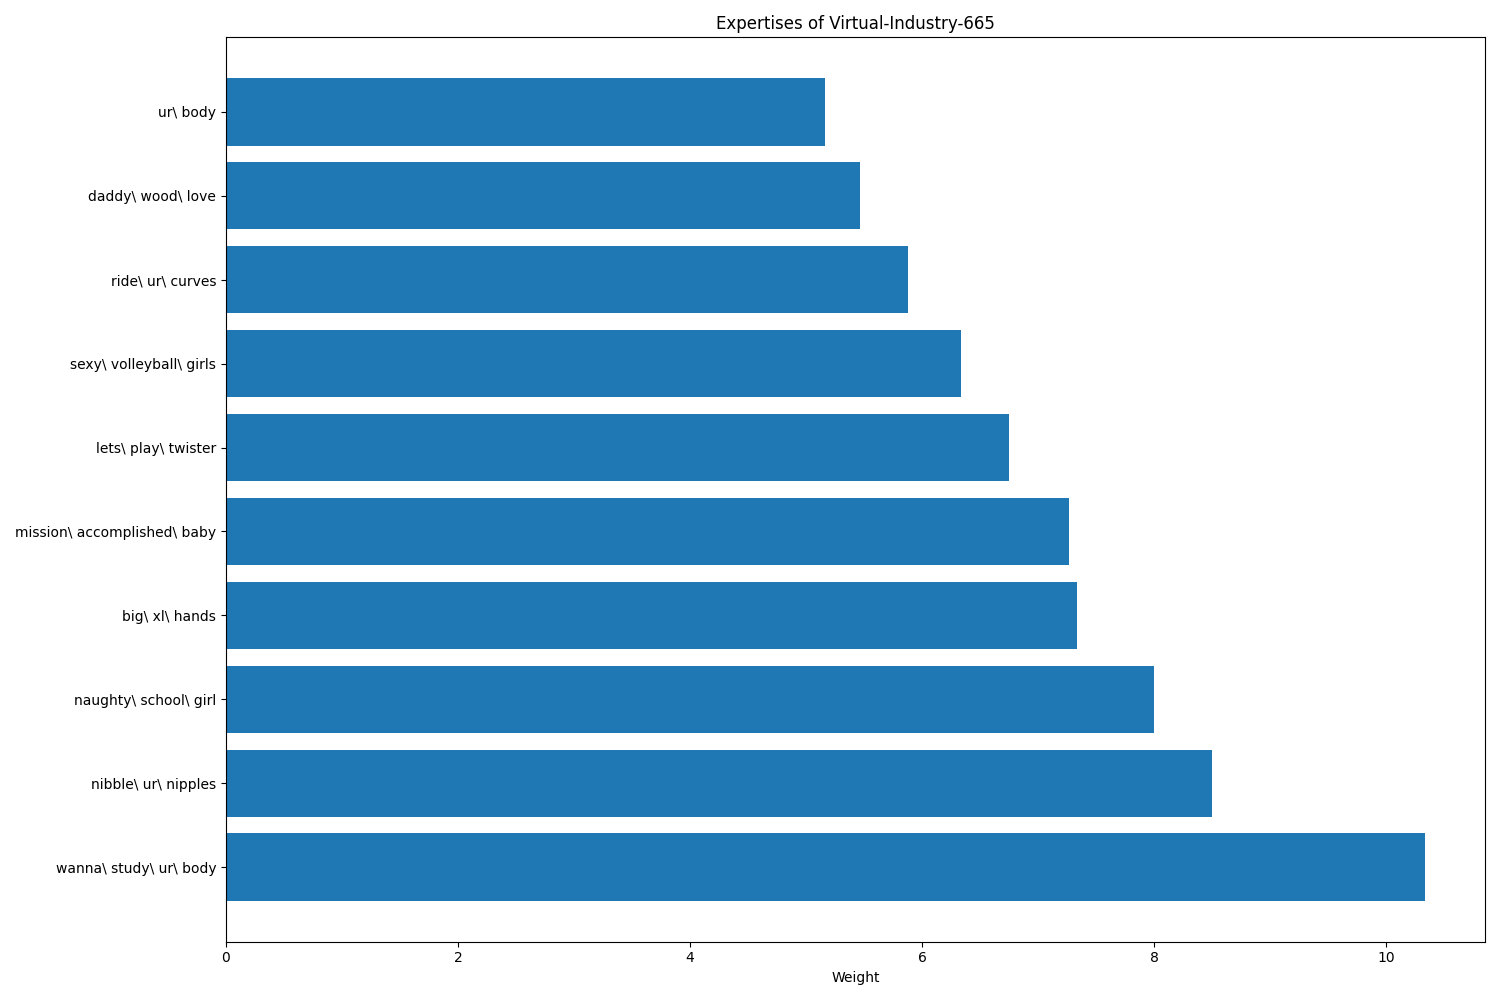 Expertises of Virtual-Industry-665
ur\ body
daddy\ wood\ love
ride\ ur\ curves
sexy\ volleyball\ girls
lets\ play\ twister
mission\ accomplished\ baby
big\ xl\ hands
naughty\ school\ girl
nibble\ ur\ nipples
wanna\ study\ ur\ body
0 2 4 6 8 10
Weight